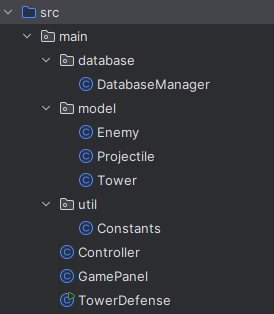 src
main
database
DatabaseManager
model
Enemy
Projectile
Tower
util
Constants
Controller
GamePanel
TowerDefense